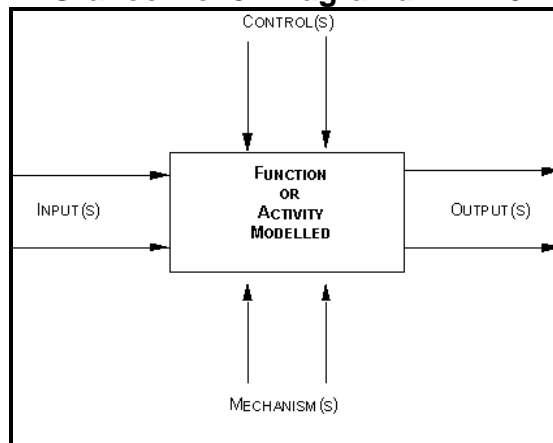 CONTROL(S)
FUNCTION
OR
ACTIVITY
MODELLED
INPUT(S)
OUTPUT(S)
MECHANISM(S)